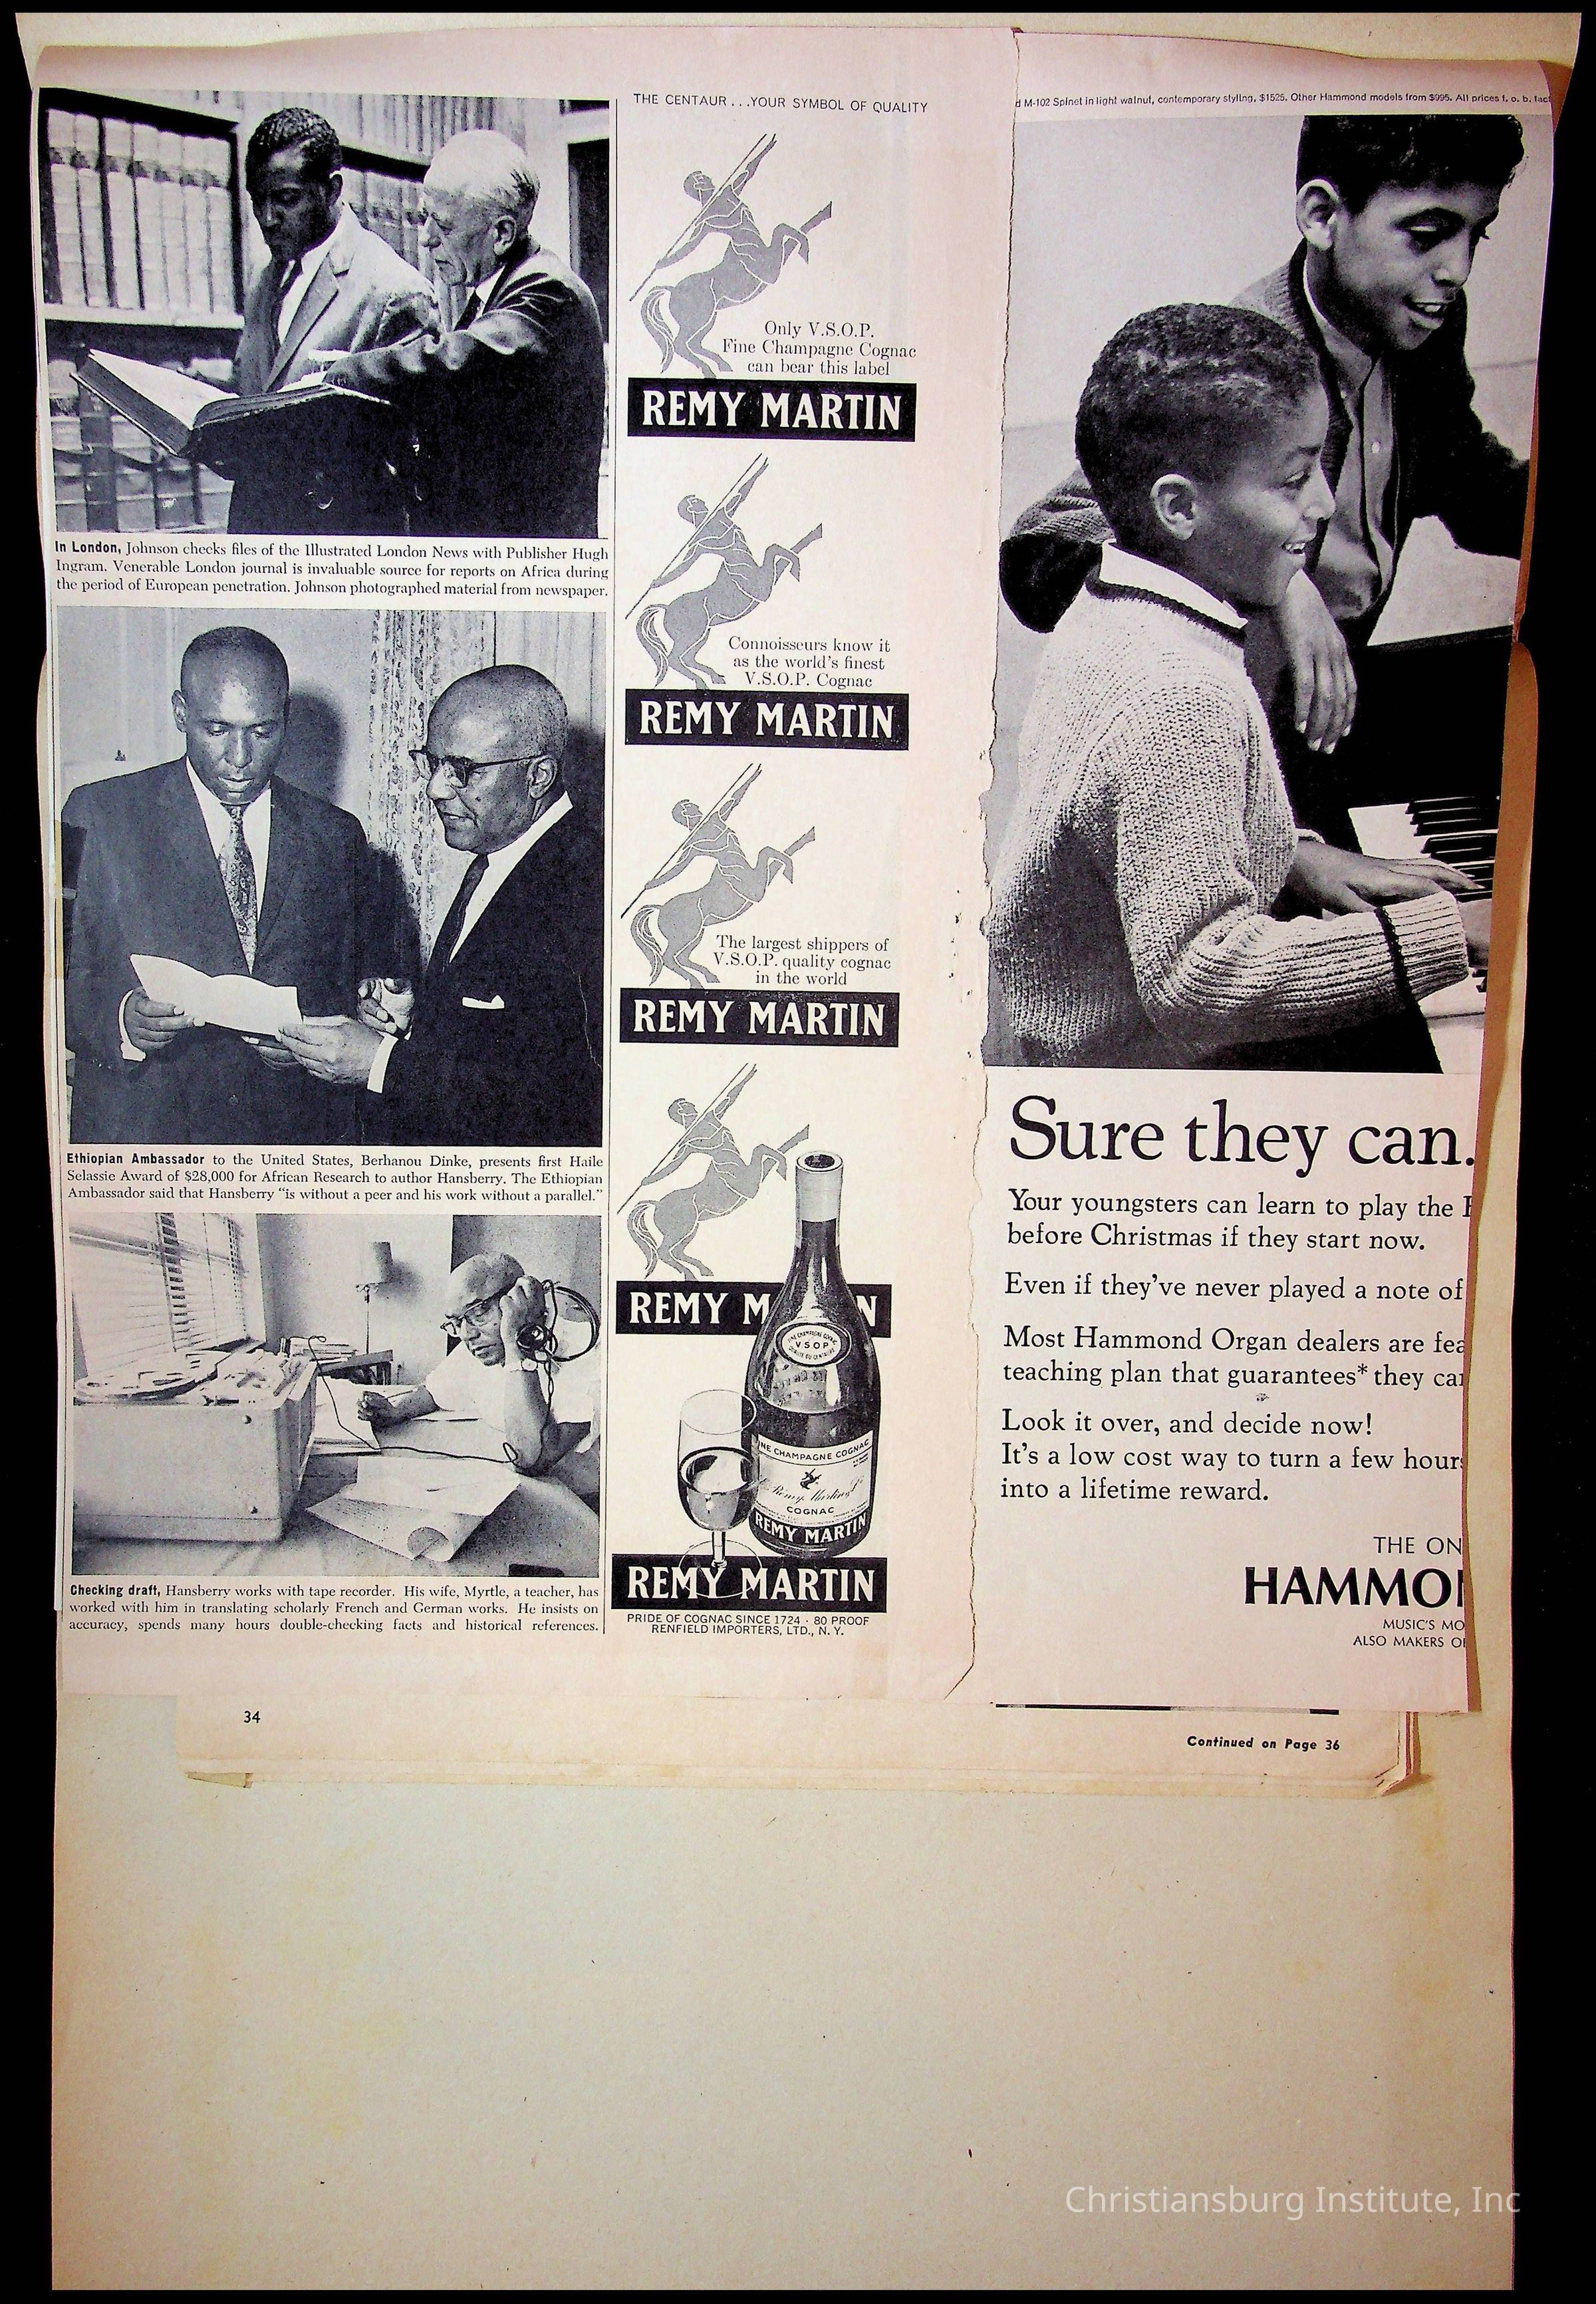 In London, Johnson checks files of the Illustrated London News with Publisher Hugh
Ingram. Venerable London journal is invaluable source for reports on Africa during
the period of European penetration. Johnson photographed material from newspaper.
Ethiopian Ambassador to the United States, Berhanou Dinke, presents first Haile
Selassie Award of $28,000 for African Research to author Hansberry. The Ethiopian
Ambassador said that Hansberry “is without a peer and his work without a parallel.”
Checking draft, Hansberry works with tape recorder. His wife, Myrtle, a teacher, has
worked with him in translating scholarly French and German works. He insists on
accuracy, spends many hours double-checking facts and historical references.
THE CENTAUR...YOUR SYMBOL OF QUALITY
Only V.S.O.P.
Fine Champagne Cognac
can bear this label
REMY MARTIN
Connoisseurs know it
as the world's finest
V.S.O.P. Cognac
REMY MARTIN
The largest shippers of
V.S.O.P. quality cognac
in the world
REMY MARTIN
REMY M N
FINE CHAMPAGNE COGNAC
VSOP
FINE CHAMPAGNE COGNAC
Remy Martin
COGNAC
REMY MARTIN
REMY MARTIN
PRIDE OF COGNAC SINCE 1724 · 80 PROOF
RENFIELD IMPORTERS, LTD., N. Y.
d M-102 Spinet in light walnut, contemporary styling, $1525. Other Hammond models from $995. All prices f. o. b. fact
Sure they can.
Your youngsters can learn to play the
before Christmas if they start now.
Even if they've never played a note of
Most Hammond Organ dealers are fea
teaching plan that guarantees* they can
Look it over, and decide now!
It's a low cost way to turn a few hours
into a lifetime reward.
THE ON
HAMMO
MUSIC'S MO
ALSO MAKERS O
34
Continued on Page 36
Christiansburg Institute, Inc